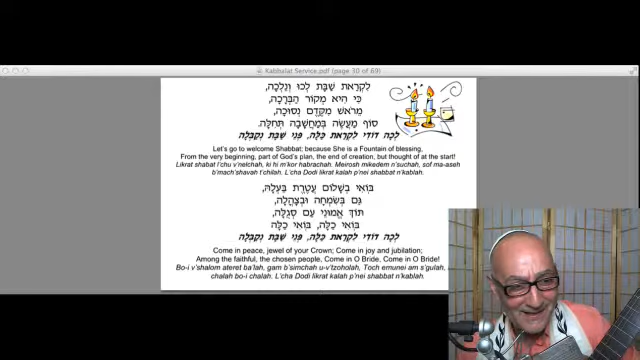 Kabbalat Service.pdf (page 30 of 69)
לִקְרַאת שַׁבָּת לְכוּ וְנֵלְכָה,
כִּי הִיא מְקוֹר הַבְּרָכָה,
מֵרֹאשׁ מִקֶּדֶם נְסוּכָה,
סוֹף מַעֲשֶׂה בְּמַחֲשָׁבָה תְּחִלָּה.
לְכָה דוֹדִי לִקְרַאת כַּלָּה, פְּנֵי שַׁבָּת נְקַבְּלָה
Let's go to welcome Shabbat; because She is a Fountain of blessing,
From the very beginning, part of God's plan, the end of creation, but thought of at the start!
Likrat shabat l'chu v'nelchah, ki hi m'kor habrachah. Meirosh mikedem n'suchah, sof ma-aseh
b'mach'shavah t'chilah. L'cha Dodi likrat kalah p'nei shabbat n'kablah.
בּוֹאִי בְשָׁלוֹם עֲטֶרֶת בַּעְלָהּ,
גַּם בְּשִׂמְחָה וּבְצָהֳלָה,
תּוֹךְ אֱמוּנֵי עַם סְגֻלָּה,
בּוֹאִי כַלָּה, בּוֹאִי כַלָּה
לְכָה דוֹדִי לִקְרַאת כַּלָּה, פְּנֵי שַׁבָּת נְקַבְּלָה
Come in peace, jewel of your Crown; Come in joy and jubilation;
Among the faithful, the chosen people, Come in O Bride, Come in O Bride!
Bo-i v'shalom ateret ba'lah, gam b'simchah u-v'tzoholah, Toch emunei am s'gulah,
chalah bo-i chalah. L'cha Dodi likrat kalah p'nei shabbat n'kablah.